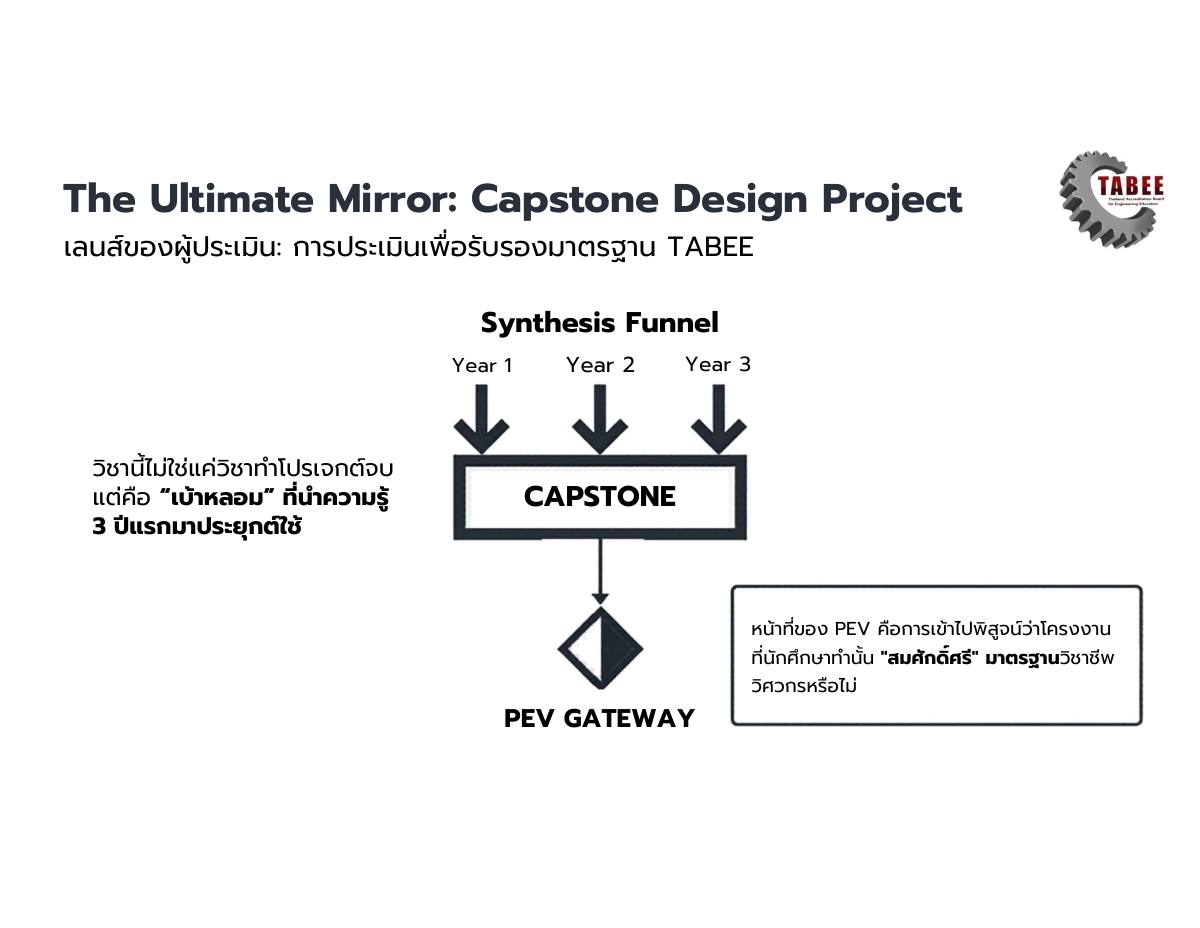 The Ultimate Mirror: Capstone Design Project
TABEE
Thailand Accreditation Board
for Engineering Education
เลนส์ของผู้ประเมิน: การประเมินเพื่อรับรองมาตรฐาน TABEE
Synthesis Funnel
Year 1 Year 2 Year 3
วิชานี้ไม่ใช่แค่วิชาทำโปรเจกต์จบ
แต่คือ “เบ้าหลอม” ที่นำความรู้
3 ปีแรกมาประยุกต์ใช้
CAPSTONE
หน้าที่ของ PEV คือการเข้าไปพิสูจน์ว่าโครงงาน
ที่นักศึกษาทำนั้น "สมศักดิ์ศรี" มาตรฐานวิชาชีพ
วิศวกรหรือไม่
PEV GATEWAY